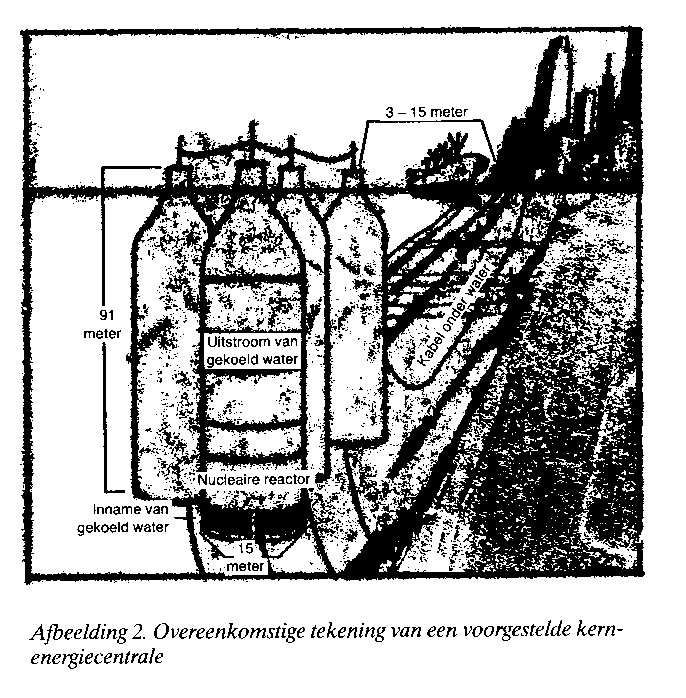 3 – 15 meter
91
meter
Uitstroom van
gekoeld water
Kabel onder water
Nucleaire reactor
Inname van
gekoeld water
15
meter
Afbeelding 2. Overeenkomstige tekening van een voorgestelde kern-
energiecentrale